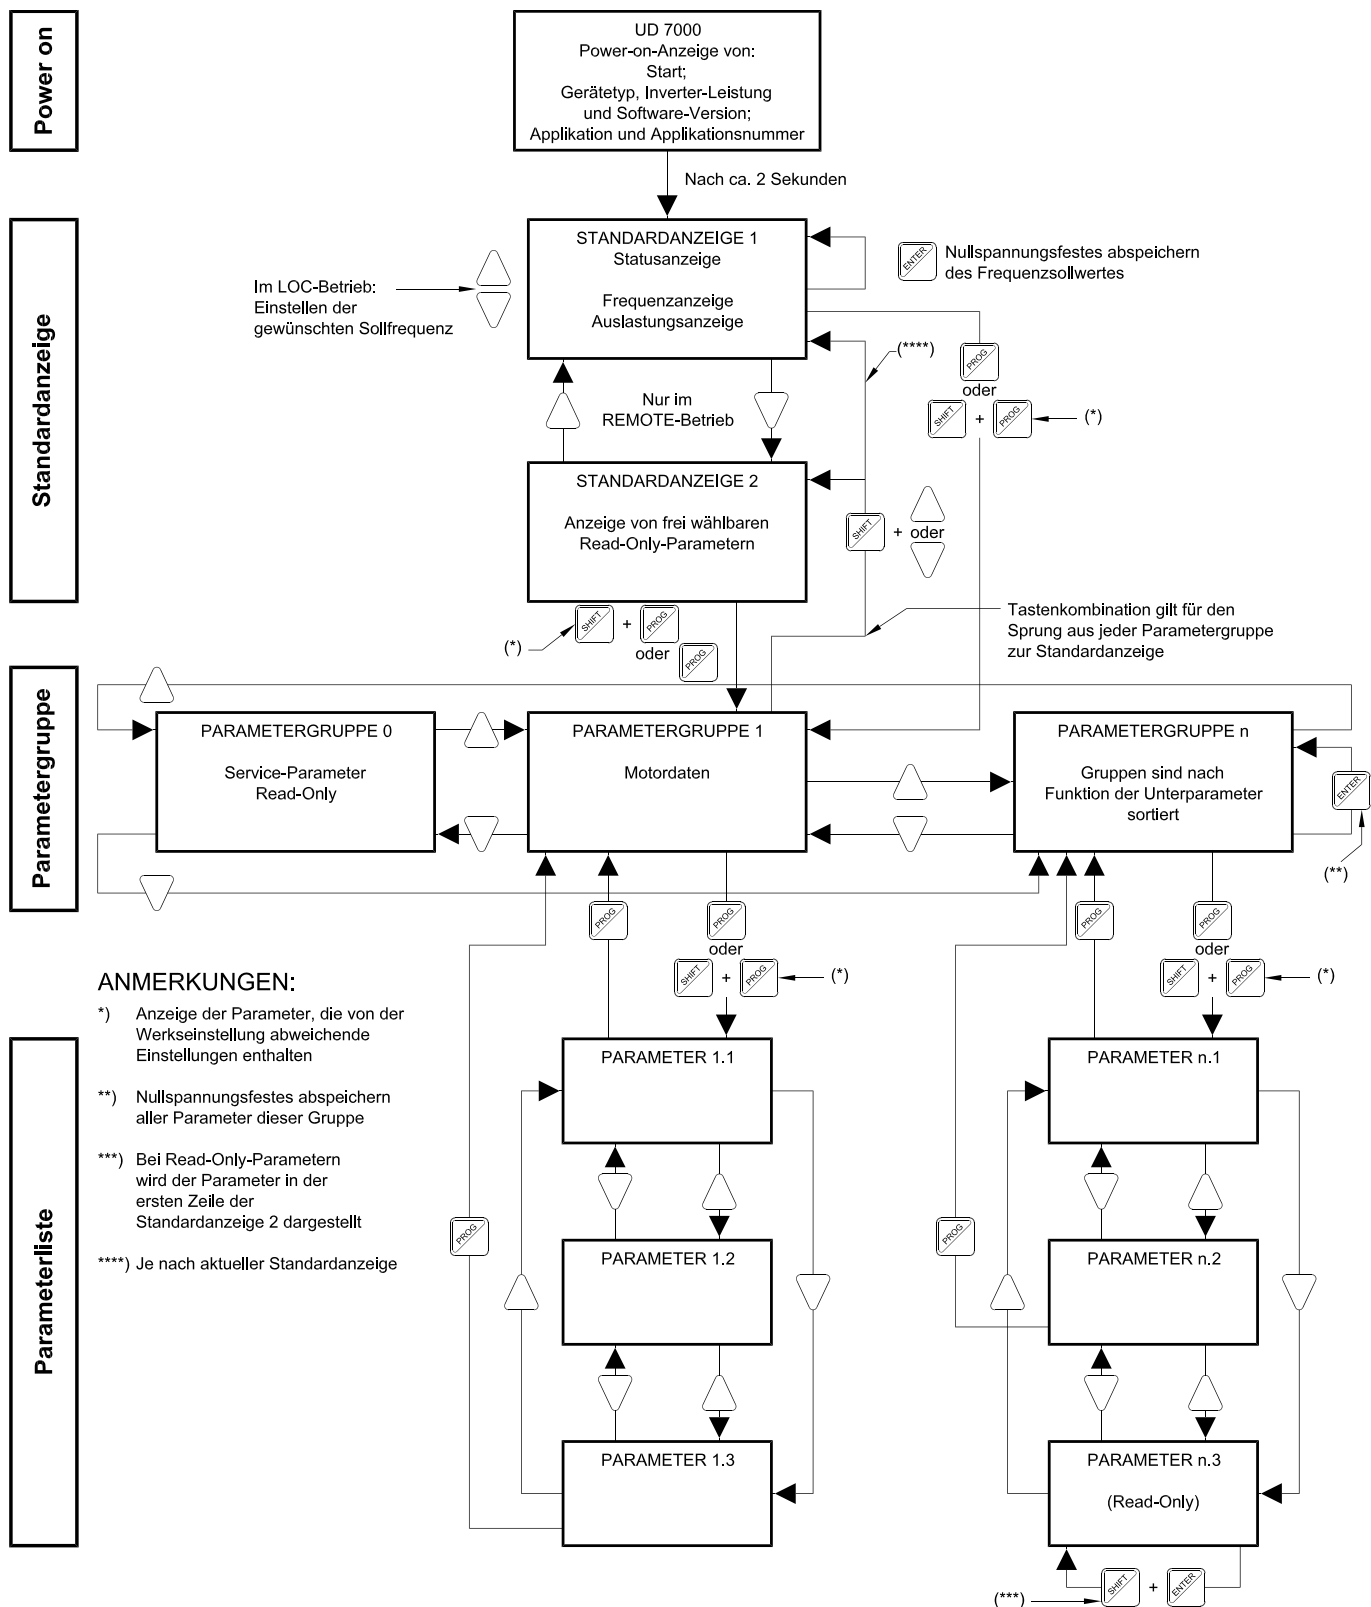 Power on
UD 7000
Power-on-Anzeige von:
Start;
Gerätetyp, Inverter-Leistung
und Software-Version;
Applikation und Applikationsnummer
Nach ca. 2 Sekunden
Standardanzeige
STANDARDANZEIGE 1
Statusanzeige
Frequenzanzeige
Auslastungsanzeige
ENTER
Nullspannungsfestes abspeichern
des Frequenzsollwertes
Im LOC-Betrieb:
Einstellen der
gewünschten Sollfrequenz
(****)
PROG
oder
SHIFT + PROG
(*)
Nur im
REMOTE-Betrieb
STANDARDANZEIGE 2
Anzeige von frei wählbaren
Read-Only-Parametern
SHIFT + oder
(*)
SHIFT + PROG
oder
PROG
Tastenkombination gilt für den
Sprung aus jeder Parametergruppe
zur Standardanzeige
Parametergruppe
PARAMETERGRUPPE 0
Service-Parameter
Read-Only
PARAMETERGRUPPE 1
Motordaten
PARAMETERGRUPPE n
Gruppen sind nach
Funktion der Unterparameter
sortiert
ENTER
(**)
PROG
PROG
oder
SHIFT + PROG
(*)
PROG
PROG
oder
SHIFT + PROG
(*)
ANMERKUNGEN:
*) Anzeige der Parameter, die von der
Werkseinstellung abweichende
Einstellungen enthalten
**) Nullspannungsfestes abspeichern
aller Parameter dieser Gruppe
***) Bei Read-Only-Parametern
wird der Parameter in der
ersten Zeile der
Standardanzeige 2 dargestellt
****) Je nach aktueller Standardanzeige
Parameterliste
PARAMETER 1.1
PROG
PARAMETER 1.2
PARAMETER 1.3
PARAMETER n.1
PROG
PARAMETER n.2
PARAMETER n.3
(Read-Only)
(***)
SHIFT + ENTER